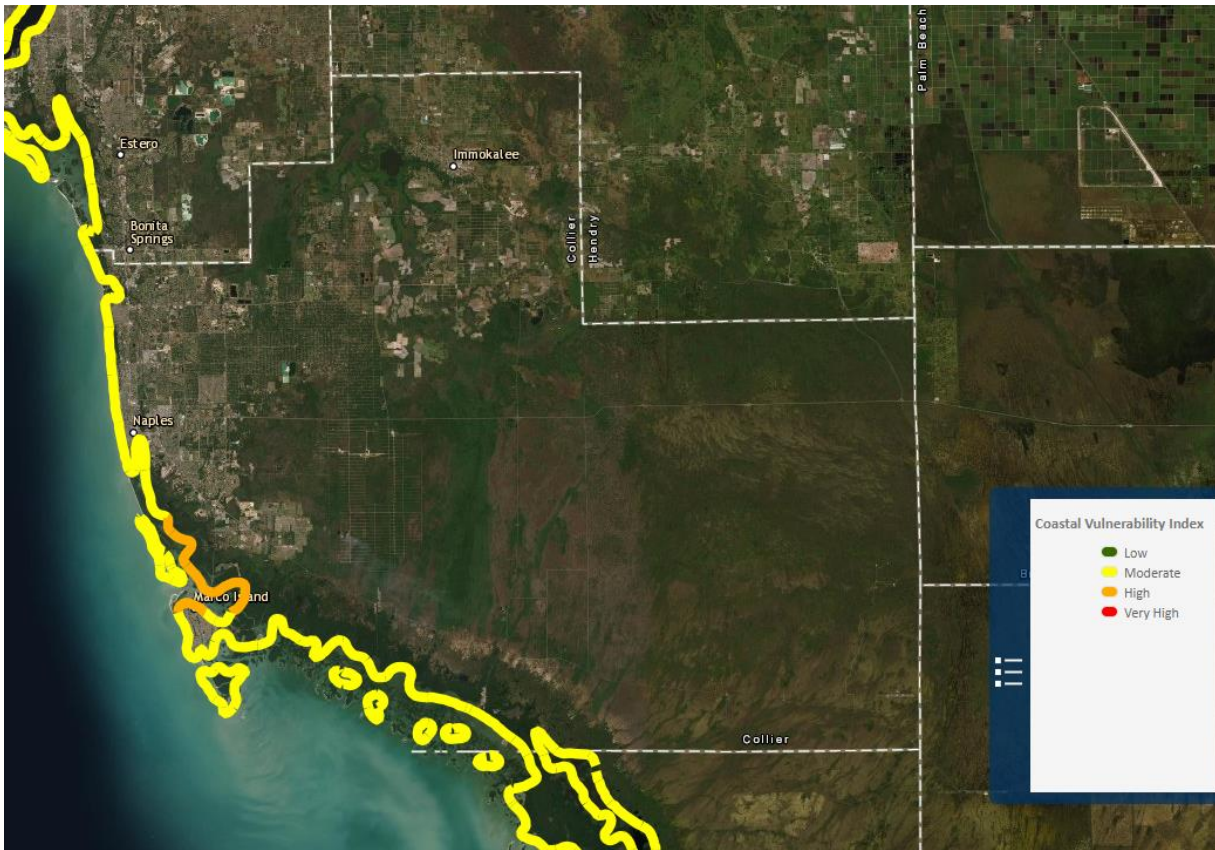 Palm Beach
Estero
Immokalee
Bonita
Springs
Collier
Hendry
Naples
Marco Island
Collier
Coastal Vulnerability Index
Low
Moderate
High
Very High